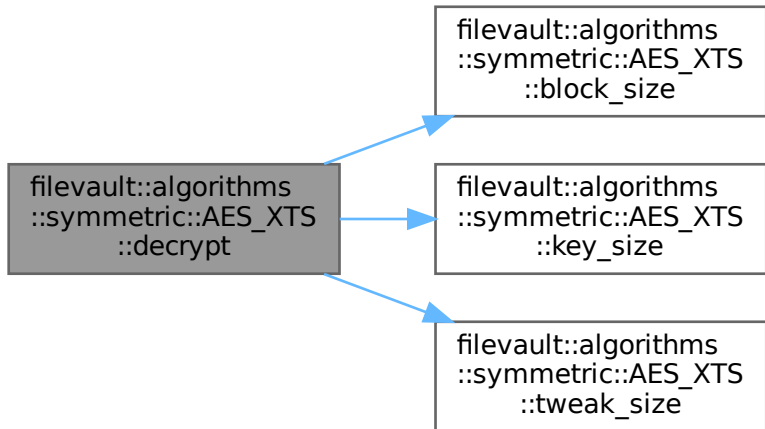 filevault::algorithms
::symmetric::AES_XTS
::block_size
filevault::algorithms
::symmetric::AES_XTS
::decrypt
filevault::algorithms
::symmetric::AES_XTS
::key_size
filevault::algorithms
::symmetric::AES_XTS
::tweak_size